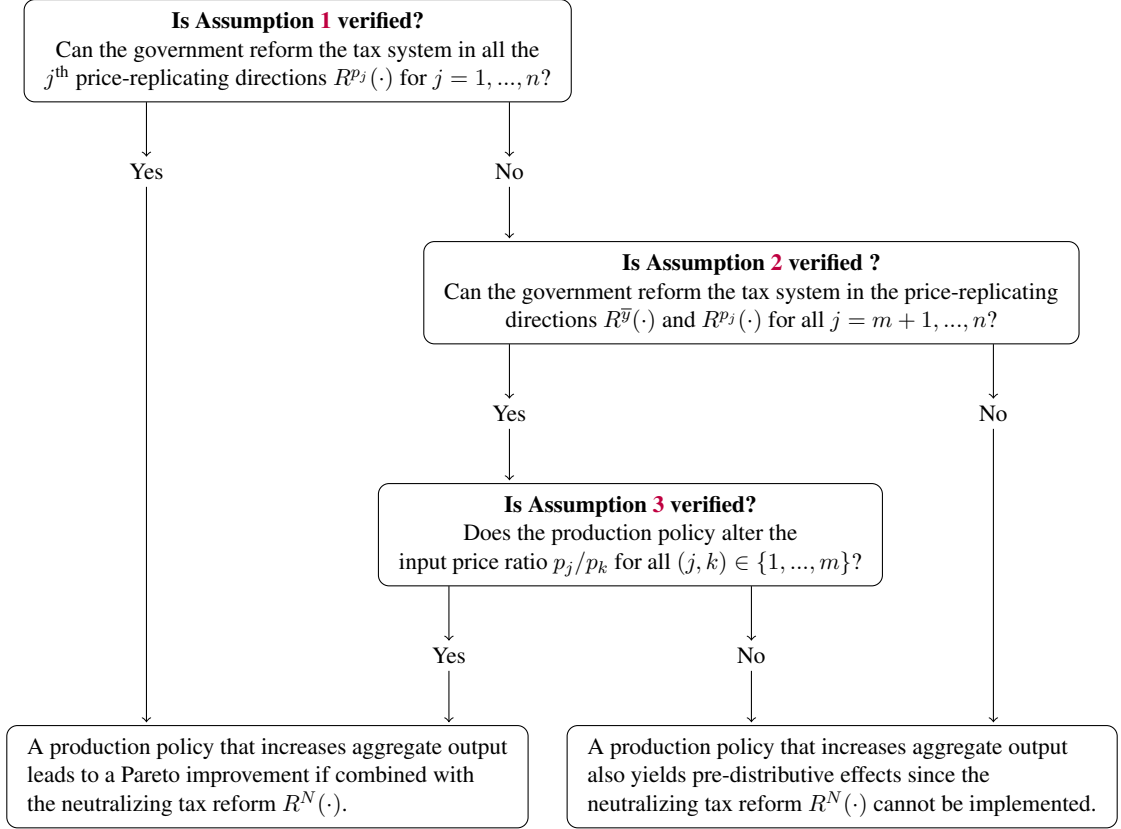 Is Assumption 1 verified?
Can the government reform the tax system in all the
jth price-replicating directions R^{p_j}(·) for j = 1, ..., n?
Yes
No
Is Assumption 2 verified ?
Can the government reform the tax system in the price-replicating
directions R^{\overline{y}}(·) and R^{p_j}(·) for all j = m + 1, ..., n?
Yes
No
Is Assumption 3 verified?
Does the production policy alter the
input price ratio p_j/p_k for all (j, k) ∈ {1, ..., m}?
Yes
No
A production policy that increases aggregate output
leads to a Pareto improvement if combined with
the neutralizing tax reform R^N(·).
A production policy that increases aggregate output
also yields pre-distributive effects since the
neutralizing tax reform R^N(·) cannot be implemented.